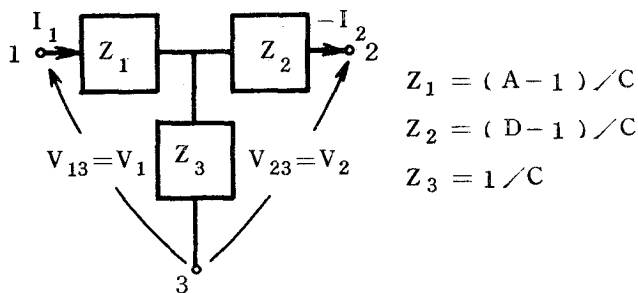 I₁
−I₂
1
Z₁
Z₂
2
Z₁ = ( A − 1 ) ／ C
Z₂ = ( D − 1 ) ／ C
V₁₃=V₁
Z₃
V₂₃=V₂
Z₃ = 1 ／ C
3